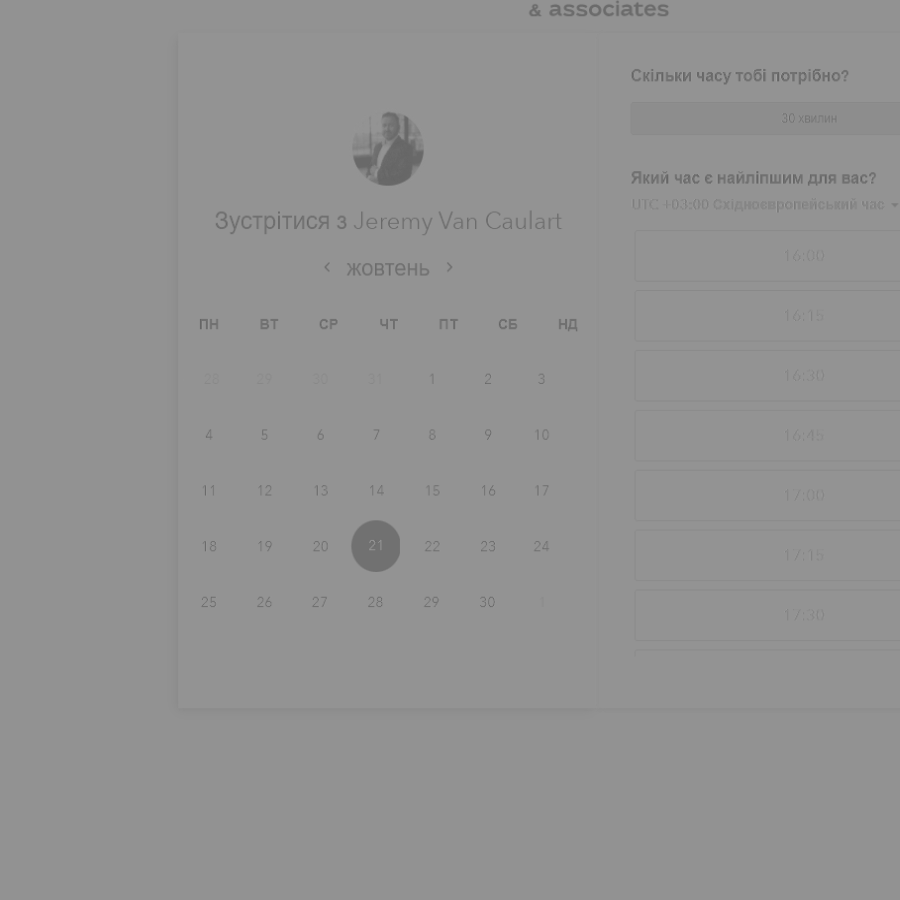 & associates
Зустрітися з Jeremy Van Caulart
жовтень
ПН ВТ СР ЧТ ПТ СБ НД
28 29 30 31 1 2 3
4 5 6 7 8 9 10
11 12 13 14 15 16 17
18 19 20 21 22 23 24
25 26 27 28 29 30 1
Скільки часу тобі потрібно?
30 хвилин
Який час є найліпшим для вас?
UTC +03:00 Східноєвропейський час
16:00
16:15
16:30
16:45
17:00
17:15
17:30